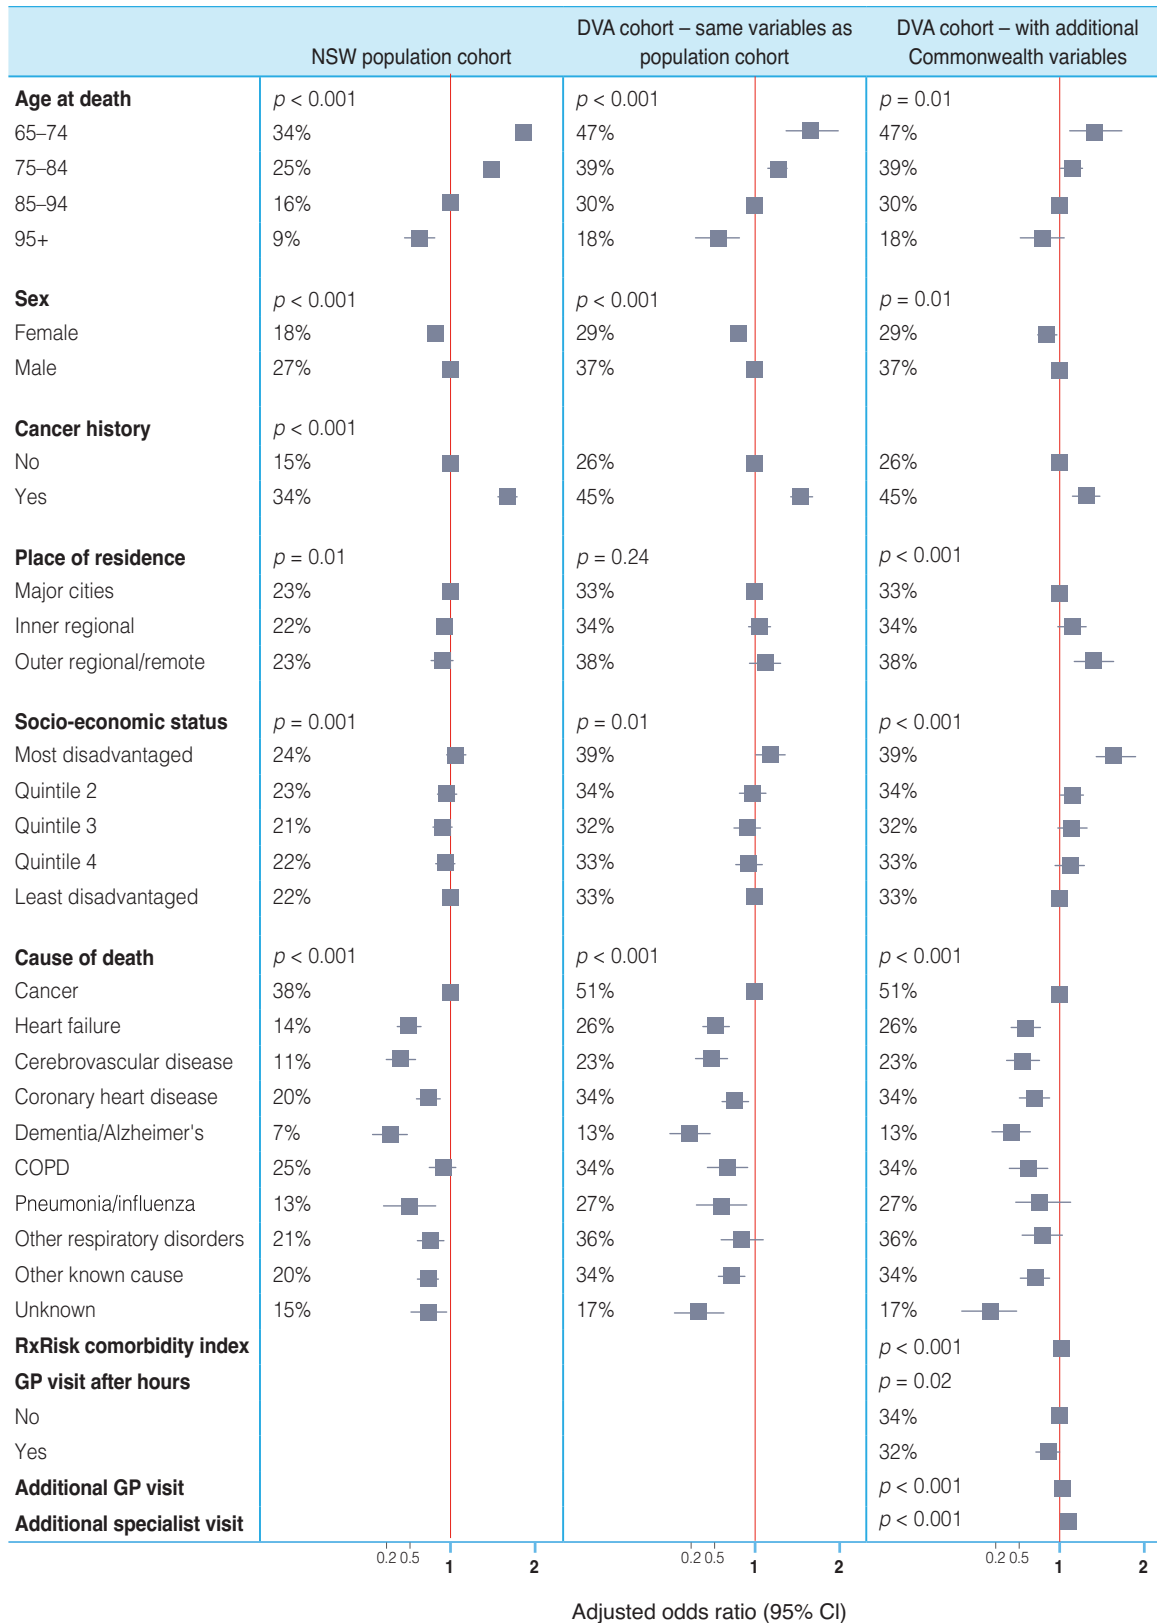 NSW population cohort
DVA cohort – same variables as
population cohort
DVA cohort – with additional
Commonwealth variables
Age at death p < 0.001 p < 0.001 p = 0.01
65–74 34% 47% 47%
75–84 25% 39% 39%
85–94 16% 30% 30%
95+ 9% 18% 18%
Sex p < 0.001 p < 0.001 p = 0.01
Female 18% 29% 29%
Male 27% 37% 37%
Cancer history p < 0.001
No 15% 26% 26%
Yes 34% 45% 45%
Place of residence p = 0.01 p = 0.24 p < 0.001
Major cities 23% 33% 33%
Inner regional 22% 34% 34%
Outer regional/remote 23% 38% 38%
Socio-economic status p = 0.001 p = 0.01 p < 0.001
Most disadvantaged 24% 39% 39%
Quintile 2 23% 34% 34%
Quintile 3 21% 32% 32%
Quintile 4 22% 33% 33%
Least disadvantaged 22% 33% 33%
Cause of death p < 0.001 p < 0.001 p < 0.001
Cancer 38% 51% 51%
Heart failure 14% 26% 26%
Cerebrovascular disease 11% 23% 23%
Coronary heart disease 20% 34% 34%
Dementia/Alzheimer's 7% 13% 13%
COPD 25% 34% 34%
Pneumonia/influenza 13% 27% 27%
Other respiratory disorders 21% 36% 36%
Other known cause 20% 34% 34%
Unknown 15% 17% 17%
RxRisk comorbidity index p < 0.001
GP visit after hours p = 0.02
No 34%
Yes 32%
Additional GP visit p < 0.001
Additional specialist visit p < 0.001
0.2 0.5 1 2 0.2 0.5 1 2 0.2 0.5 1 2
Adjusted odds ratio (95% CI)